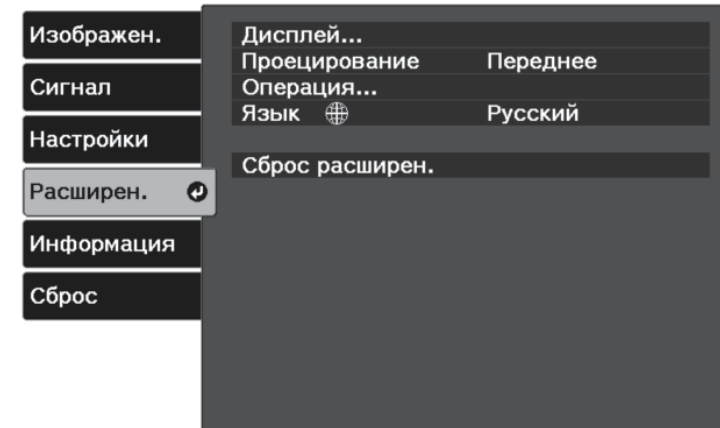 Изображен.
Сигнал
Настройки
Расширен.
Информация
Сброс
Дисплей...
Проецирование Переднее
Операция...
Язык Русский
Сброс расширен.